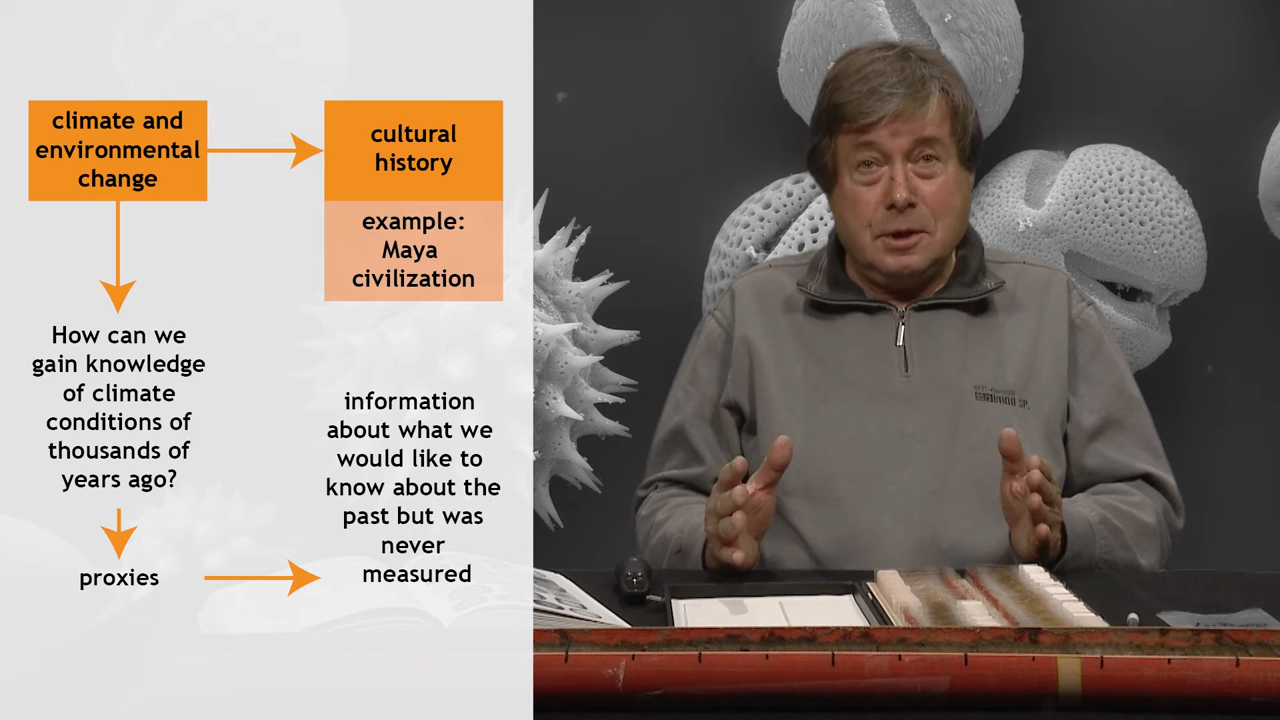 climate and
environmental
change
cultural
history
example:
Maya
civilization
How can we
gain knowledge
of climate
conditions of
thousands of
years ago?
proxies
information
about what we
would like to
know about the
past but was
never
measured